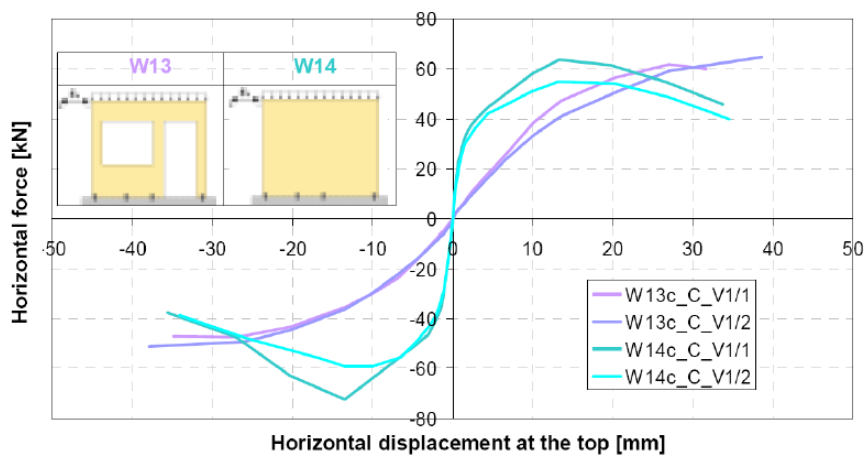 W13 W14
Horizontal force [kN]
80
60
40
20
0
-20
-40
-60
-80
-50 -40 -30 -20 -10 0 10 20 30 40 50
W13c_C_V1/1
W13c_C_V1/2
W14c_C_V1/1
W14c_C_V1/2
Horizontal displacement at the top [mm]